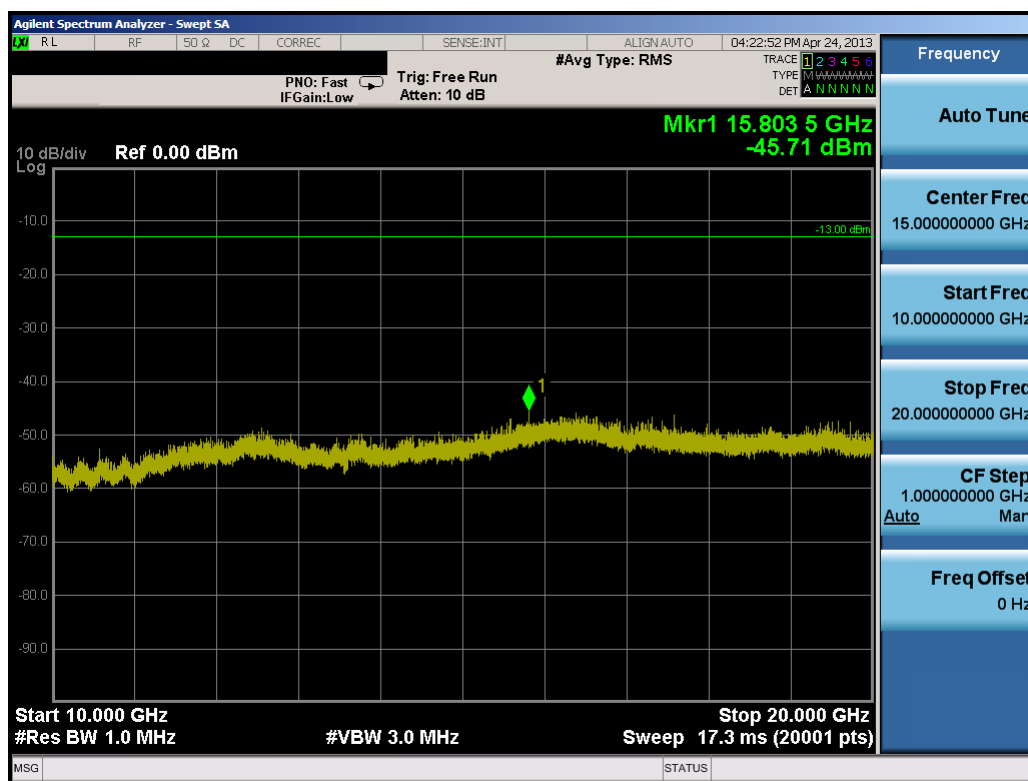 Agilent Spectrum Analyzer - Swept SA
LXI RL RF 50 Ω DC CORREC SENSE:INT ALIGN AUTO 04:22:52 PM Apr 24, 2013
#Avg Type: RMS
TRACE 1 2 3 4 5 6
PNO: Fast
Trig: Free Run
TYPE M WWWWW
IFGain:Low
Atten: 10 dB
DET A N N N N N
Mkr1 15.803 5 GHz
-45.71 dBm
10 dB/div Ref 0.00 dBm
Log
-10.0
-13.00 dBm
-20.0
-30.0
-40.0
1
-50.0
-60.0
-70.0
-80.0
-90.0
Start 10.000 GHz Stop 20.000 GHz
#Res BW 1.0 MHz #VBW 3.0 MHz Sweep 17.3 ms (20001 pts)
MSG STATUS
Frequency
Auto Tune
Center Freq
15.000000000 GHz
Start Freq
10.000000000 GHz
Stop Freq
20.000000000 GHz
CF Step
1.000000000 GHz
Auto Man
Freq Offset
0 Hz